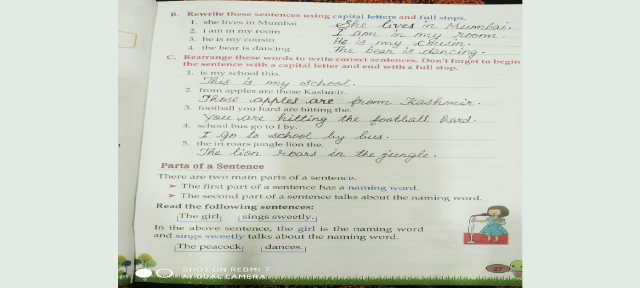 B. Rewrite these sentences using capital letters and full stops.
1. she lives in Mumbai She lives in Mumbai.
2. i am in my room I am in my room.
3. he is my cousin He is my cousin.
4. the bear is dancing The bear is dancing.
C. Rearrange these words to write correct sentences. Don't forget to begin
the sentence with a capital letter and end with a full stop.
1. is my school this.
This is my school.
2. from apples are those Kashmir.
Those apples are from Kashmir.
3. football you hard are hitting the.
You are hitting the football hard.
4. school bus go to I by.
I go to school by bus.
5. the in roars jungle lion the.
The lion roars in the jungle.
Parts of a Sentence
There are two main parts of a sentence.
➤ The first part of a sentence has a naming word.
➤ The second part of a sentence talks about the naming word.
Read the following sentences:
The girl sings sweetly.
In the above sentence, the girl is the naming word
and sings sweetly talks about the naming word.
The peacock dances.
27
SHOT ON REDMI 7
AI DUAL CAMERA